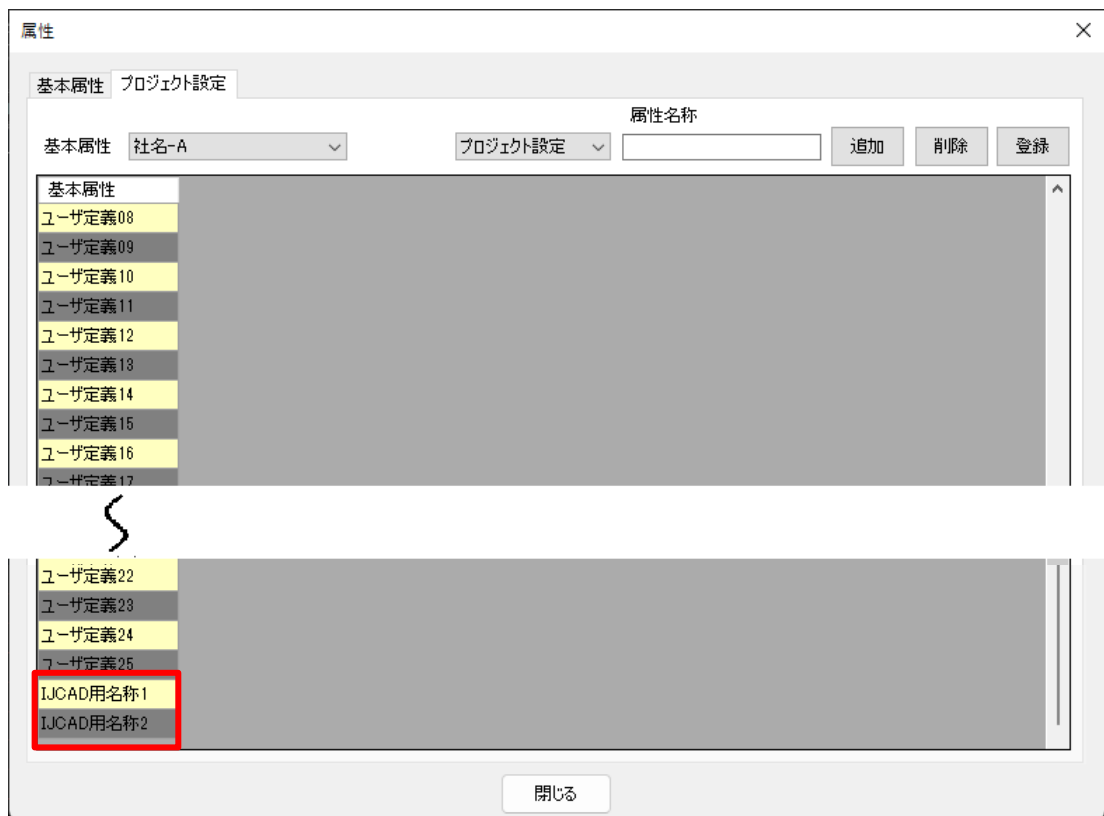 属性
基本属性 プロジェクト設定
属性名称
基本属性 社名-A プロジェクト設定 追加 削除 登録
基本属性
ユーザ定義08
ユーザ定義09
ユーザ定義10
ユーザ定義11
ユーザ定義12
ユーザ定義13
ユーザ定義14
ユーザ定義15
ユーザ定義16
ユーザ定義17
ユーザ定義22
ユーザ定義23
ユーザ定義24
ユーザ定義25
IJCAD用名称1
IJCAD用名称2
閉じる